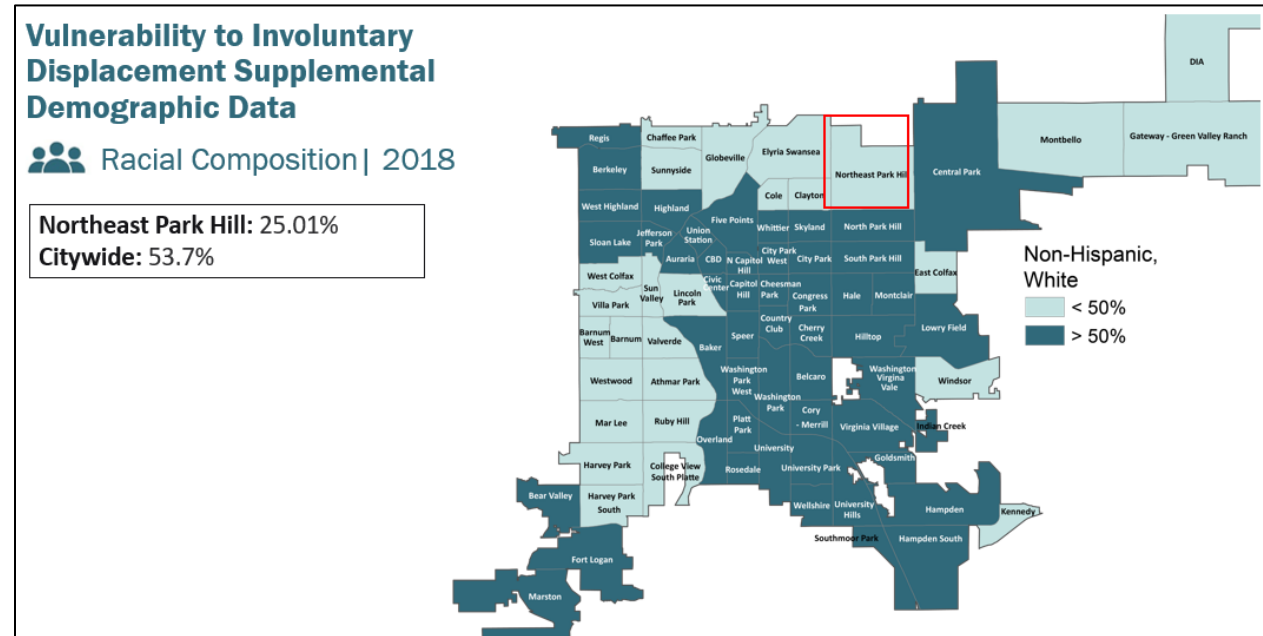 Vulnerability to Involuntary
Displacement Supplemental
Demographic Data
Racial Composition| 2018
Northeast Park Hill: 25.01%
Citywide: 53.7%
DIA
Montbello
Gateway - Green Valley Ranch
Central Park
Regis
Chaffee Park
Globeville
Elyria Swansea
Northeast Park Hill
Berkeley
Sunnyside
Cole
Clayton
West Highland
Highland
Five Points
Whittier
Skyland
North Park Hill
Sloan Lake
Jefferson
Park
Union
Station
Auraria
CBD
N Capitol
Hill
City Park
West
City Park
South Park Hill
East Colfax
West Colfax
Sun
Valley
Lincoln
Park
Civic
Center
Capitol
Hill
Cheesman
Park
Congress
Park
Hale
Montclair
Villa Park
Country
Club
Cherry
Creek
Hilltop
Lowry Field
Barnum
West
Barnum
Valverde
Baker
Speer
Washington
Park
West
Belcaro
Washington
Virgina
Vale
Windsor
Westwood
Athmar Park
Washington
Park
Cory
- Merrill
Virginia Village
Indian Creek
Mar Lee
Ruby Hill
Overland
Platt
Park
University
Goldsmith
Harvey Park
College View
South Platte
Rosedale
University Park
Bear Valley
Harvey Park
South
Wellshire
University
Hills
Hampden
Kennedy
Southmoor Park
Hampden South
Fort Logan
Marston
Non-Hispanic,
White
< 50%
> 50%